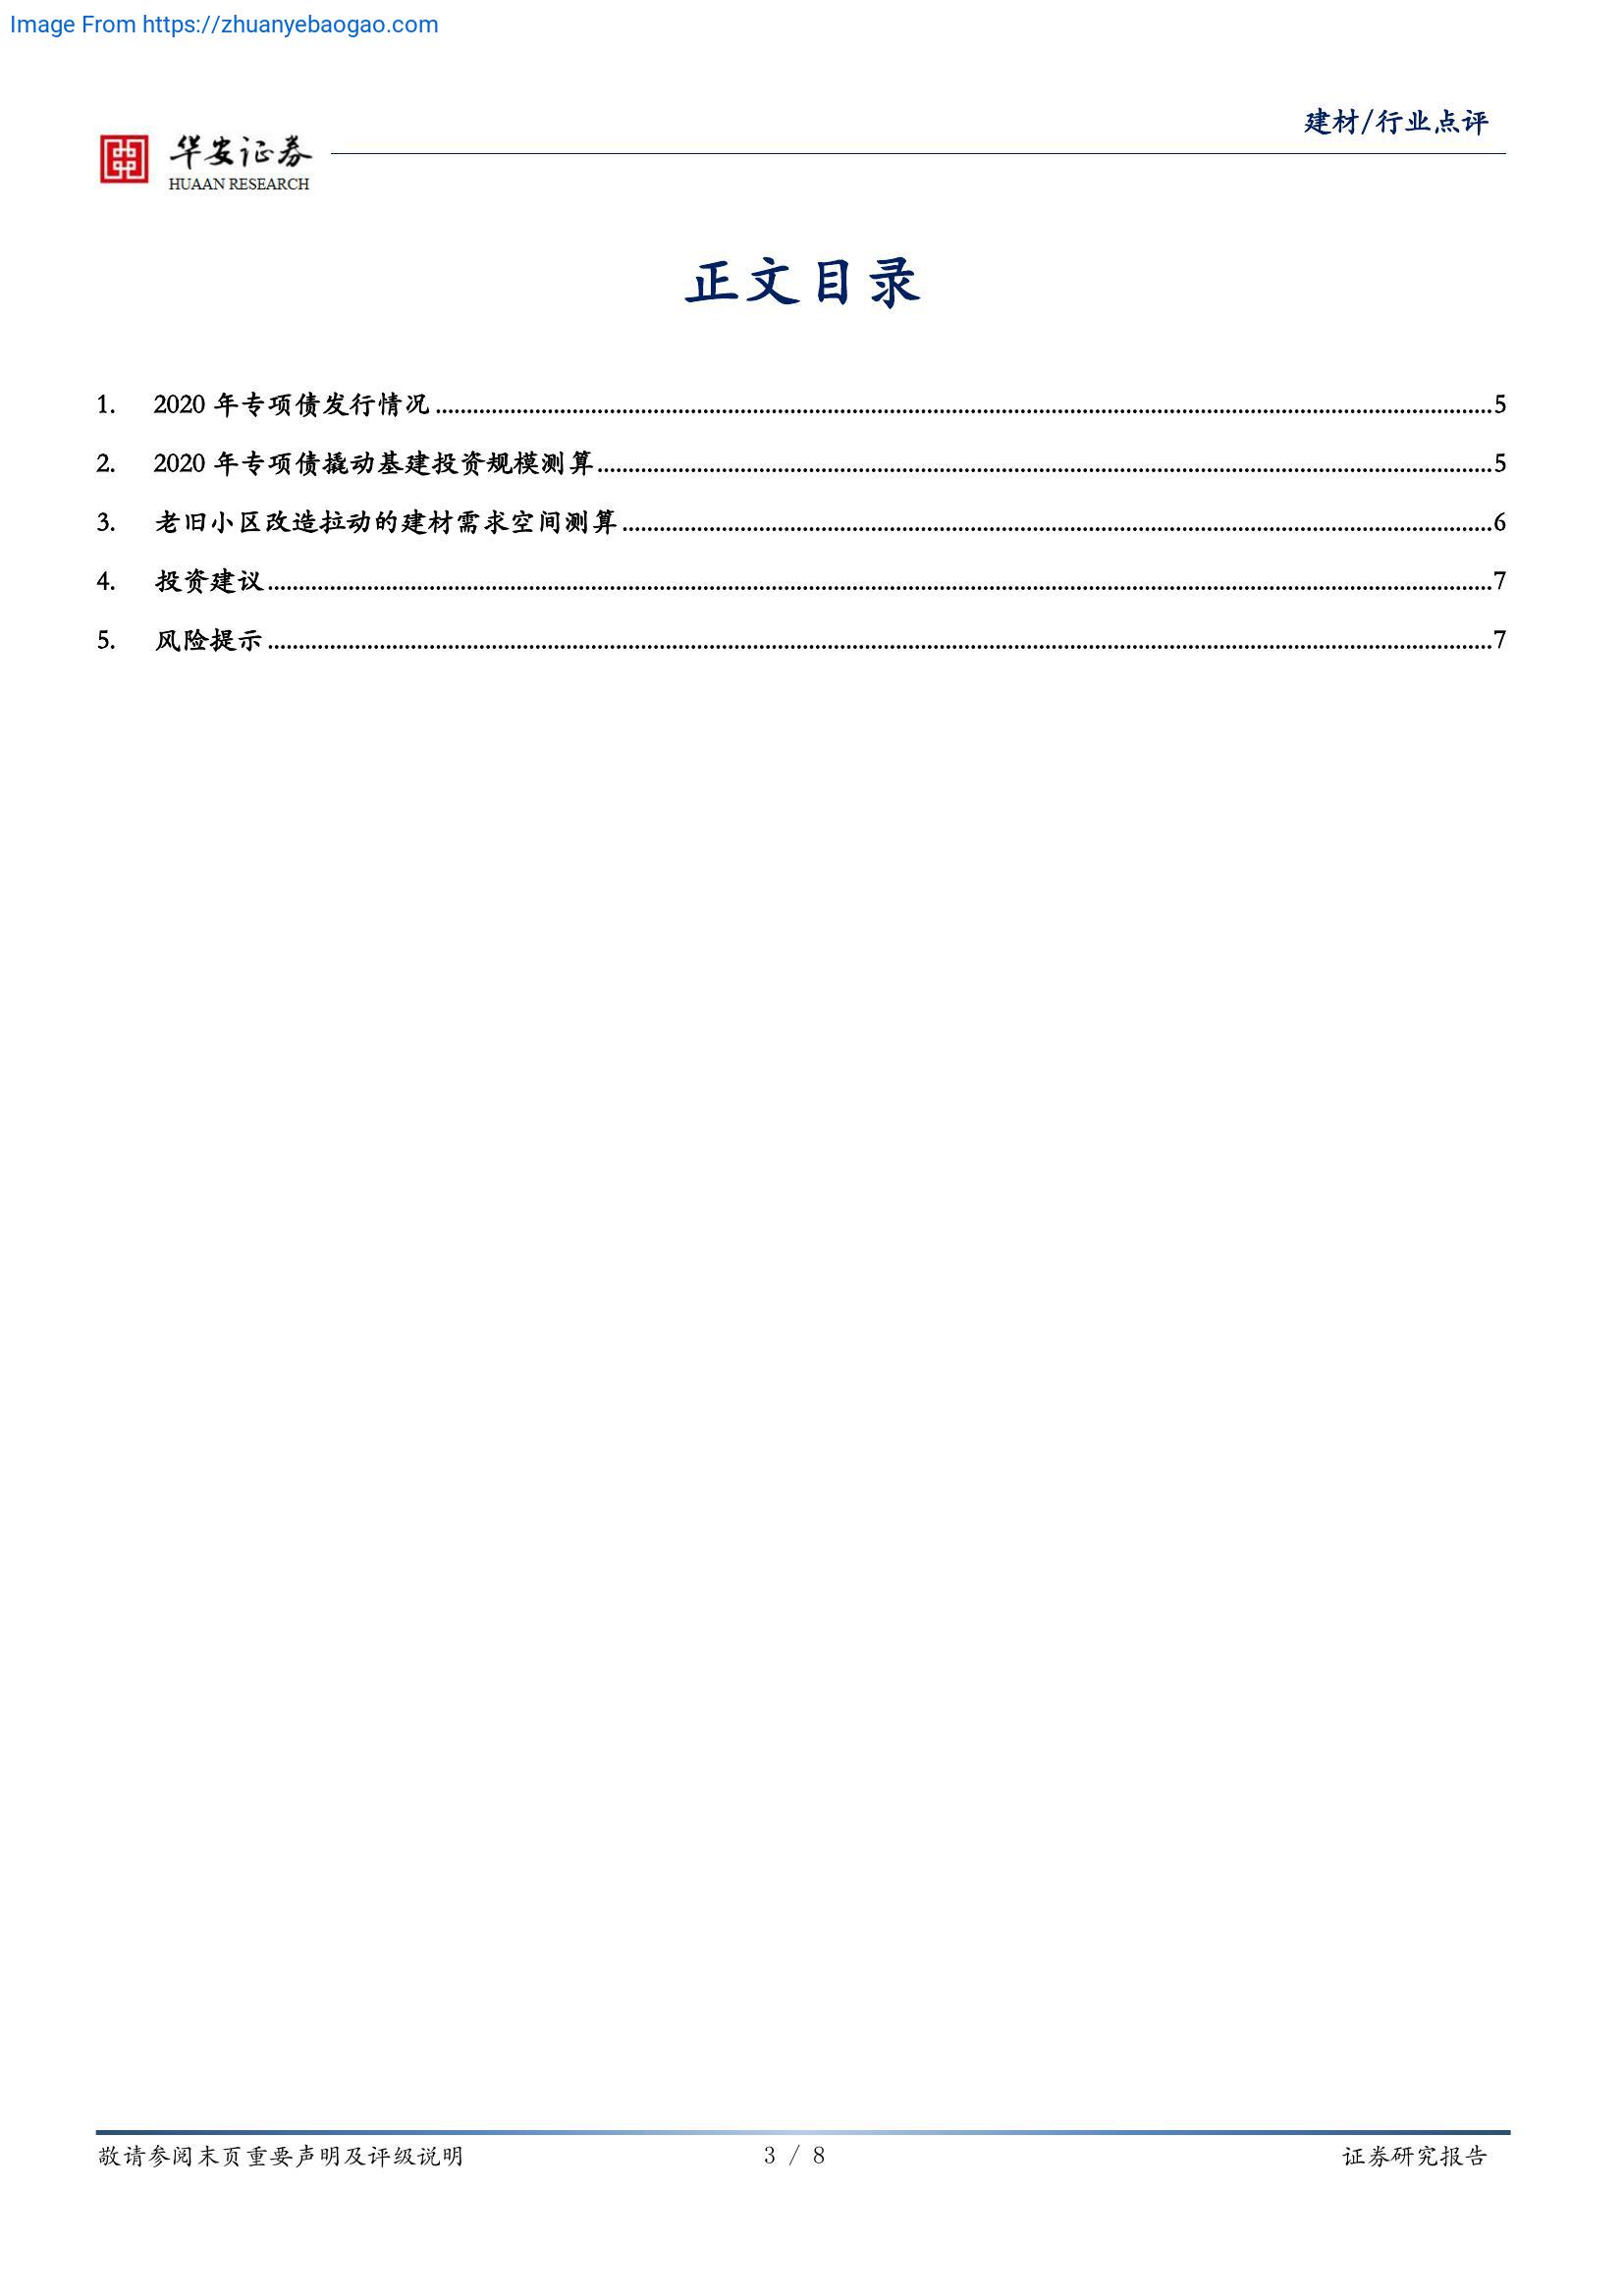 Image From https://zhuanyebaogao.com
建材/行业点评
华安证券
HUAAN RESEARCH
正文目录
1. 2020 年专项债发行情况 5
2. 2020 年专项债撬动基建投资规模测算 5
3. 老旧小区改造拉动的建材需求空间测算 6
4. 投资建议 7
5. 风险提示 7
敬请参阅末页重要声明及评级说明 3 / 8 证券研究报告